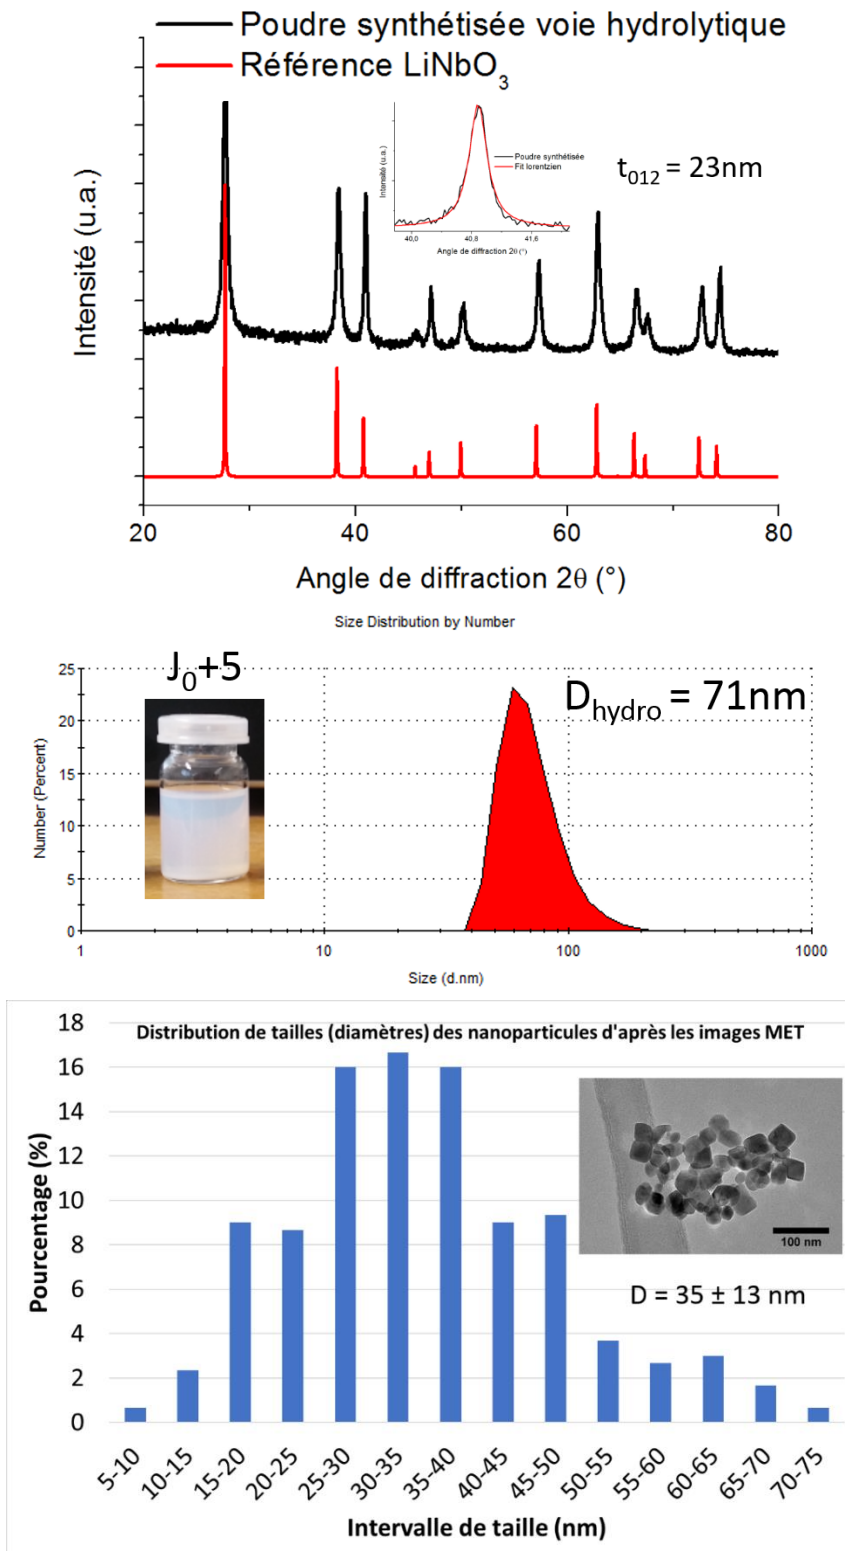 Poudre synthétisée voie hydrolytique
Référence LiNbO₃
Intensité (u.a.)
Poudre synthétisée
Fit lorentzien
t₀₁₂ = 23nm
Intensité (u.a.)
40,0 40,8 41,6
Angle de diffraction 2θ (°)
20 40 60 80
Angle de diffraction 2θ (°)
Size Distribution by Number
J₀+5
D hydro = 71nm
Number (Percent)
25
20
15
10
5
0
1 10 100 1000
Size (d.nm)
Distribution de tailles (diamètres) des nanoparticules d'après les images MET
Pourcentage (%)
18
16
14
12
10
8
6
4
2
0
100 nm
D = 35 ± 13 nm
5-10 10-15 15-20 20-25 25-30 30-35 35-40 40-45 45-50 50-55 55-60 60-65 65-70 70-75
Intervalle de taille (nm)